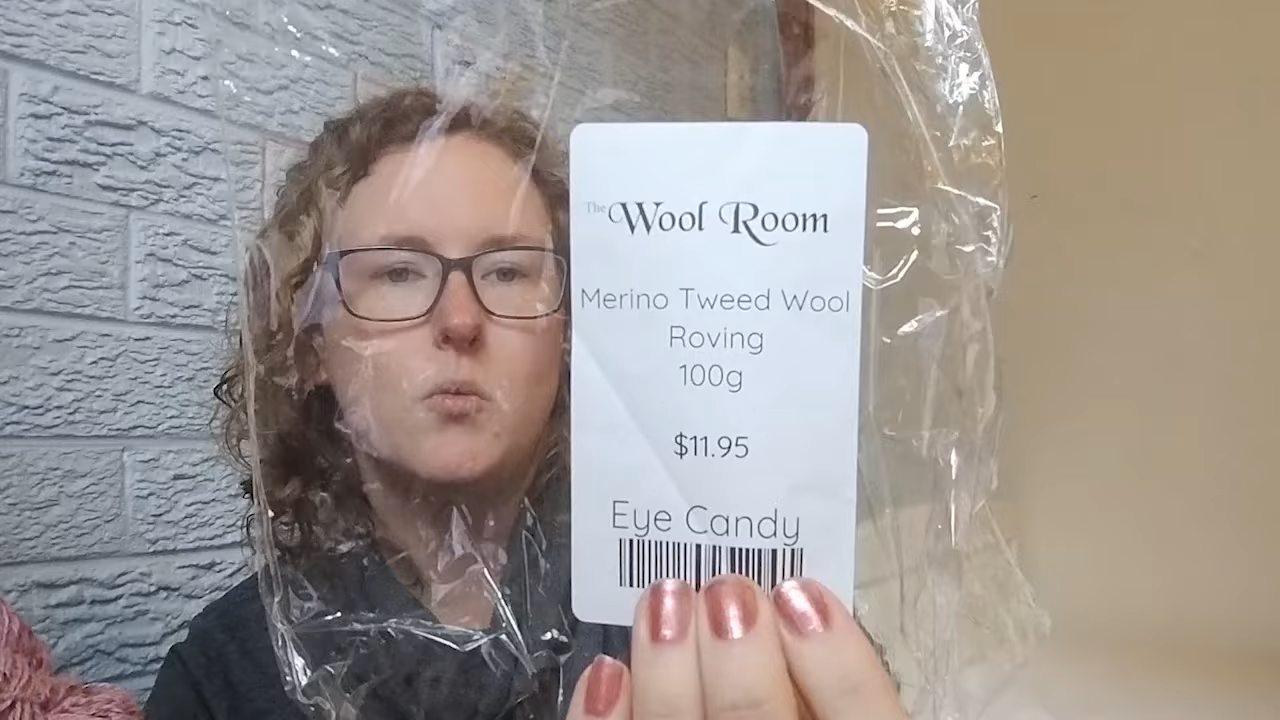 The Wool Room
Merino Tweed Wool
Roving
100g
$11.95
Eye Candy